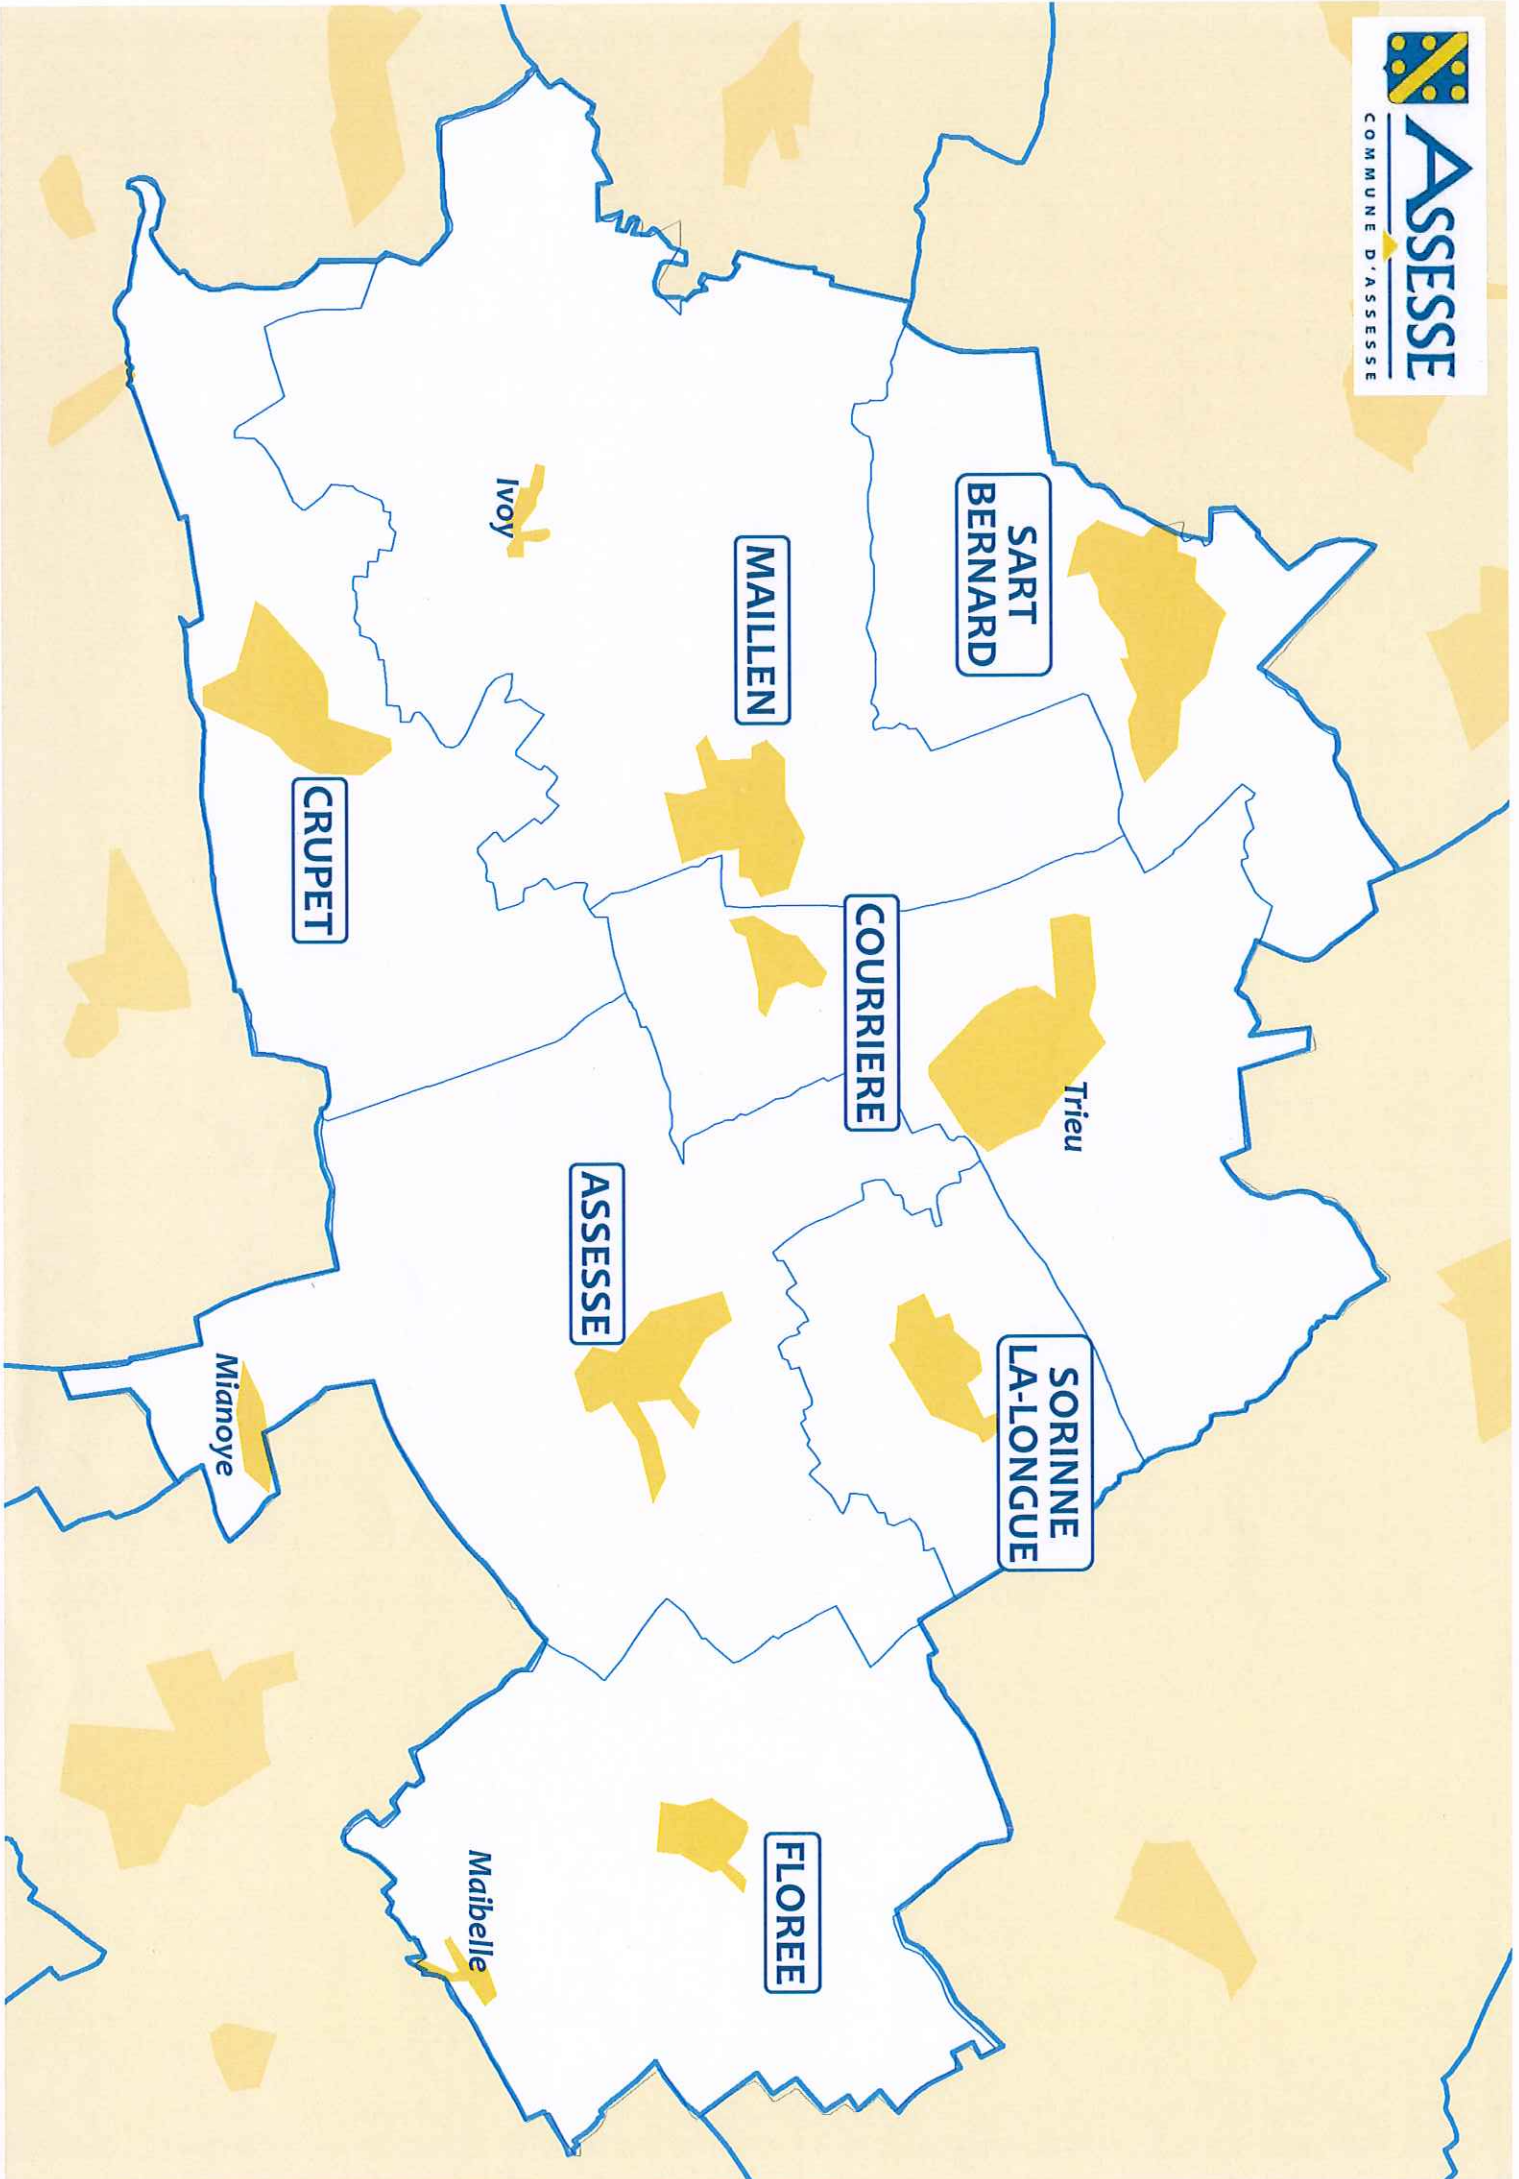 ASSESSE
COMMUNE D'ASSESSE
SART
BERNARD
Trieu
SORINNE
LA-LONGUE
COURRIERE
MAILLEN
FLOREE
ASSESSE
Ivoy
Maibelle
CRUPET
Mianoye